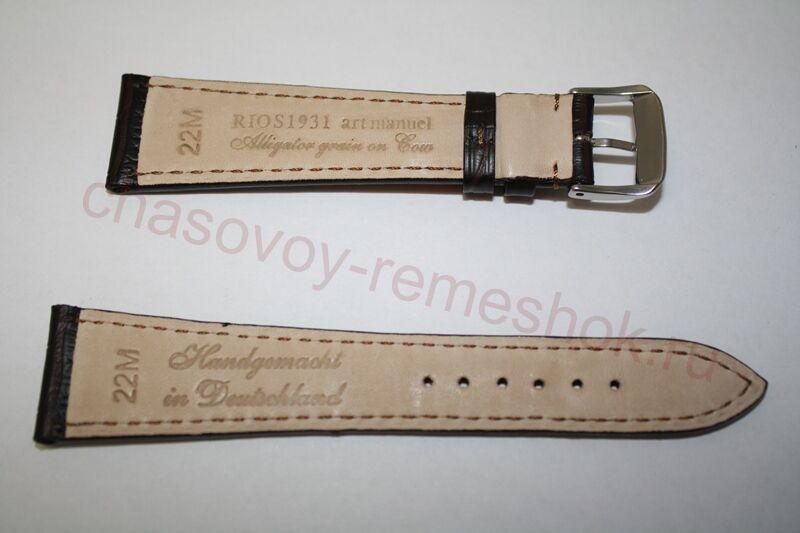 22M
RIOS1931 art manuel
Alligator grain on Cow
chasovoy-remeshok.ru
22M
Handgemacht
in Deutschland